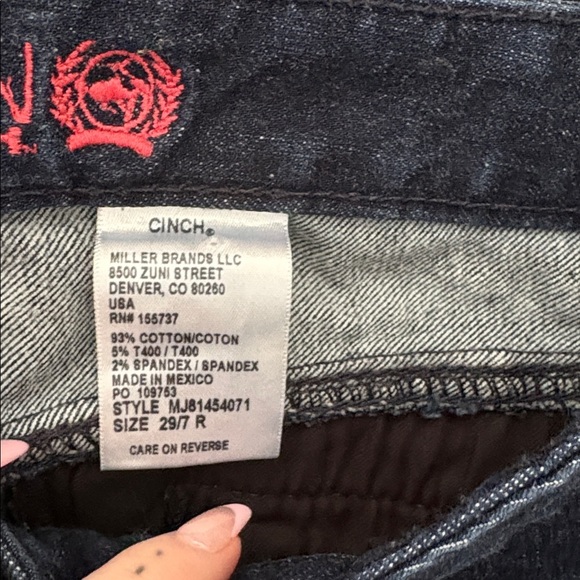 CINCH®
MILLER BRANDS LLC
8500 ZUNI STREET
DENVER, CO 80260
USA
RN# 155737
93% COTTON/COTON
5% T400 / T400
2% SPANDEX / SPANDEX
MADE IN MEXICO
PO 109753
STYLE MJ81454071
SIZE 29/7 R
CARE ON REVERSE